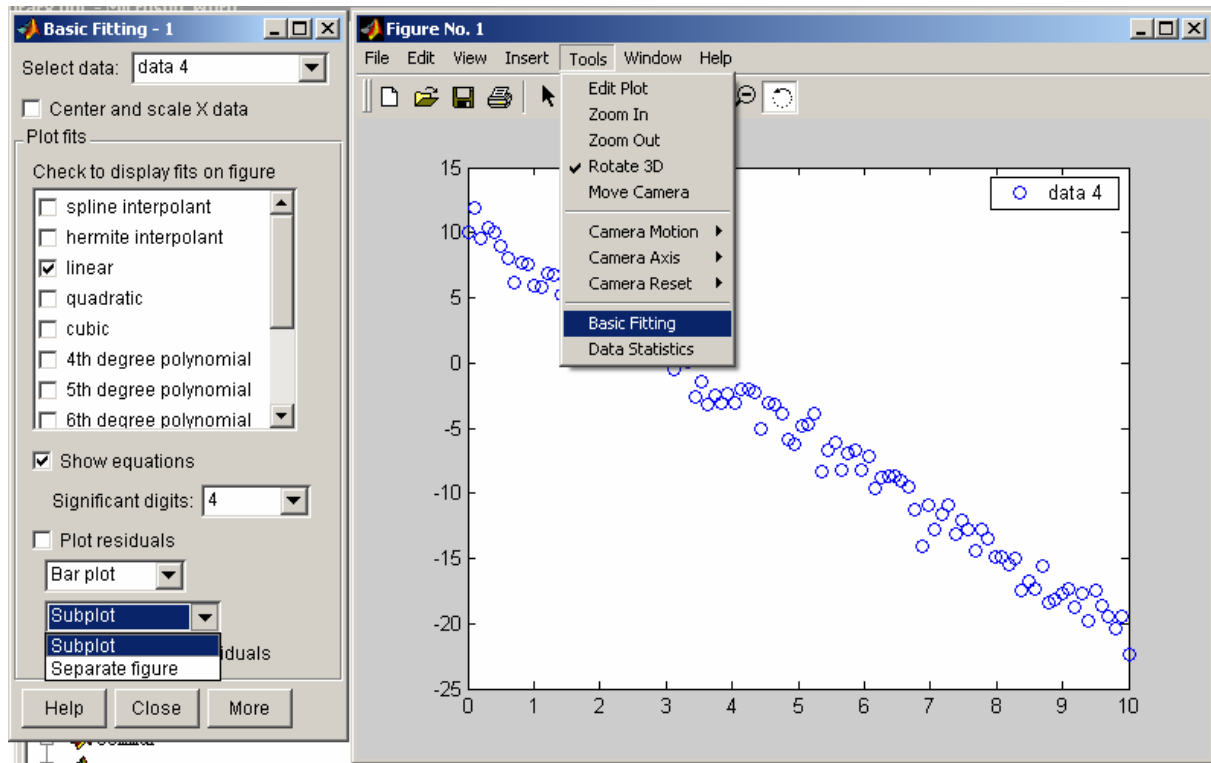 Basic Fitting - 1
Select data: data 4
Center and scale X data
Plot fits
Check to display fits on figure
spline interpolant
hermite interpolant
linear
quadratic
cubic
4th degree polynomial
5th degree polynomial
6th degree polynomial
Show equations
Significant digits: 4
Plot residuals
Bar plot
Subplot
Subplot
Separate figure
Help Close More
Figure No. 1
File Edit View Insert Tools Window Help
Edit Plot
Zoom In
Zoom Out
Rotate 3D
Move Camera
Camera Motion
Camera Axis
Camera Reset
Basic Fitting
Data Statistics
data 4
15
10
5
0
-5
-10
-15
-20
-25
0 1 2 3 4 5 6 7 8 9 10